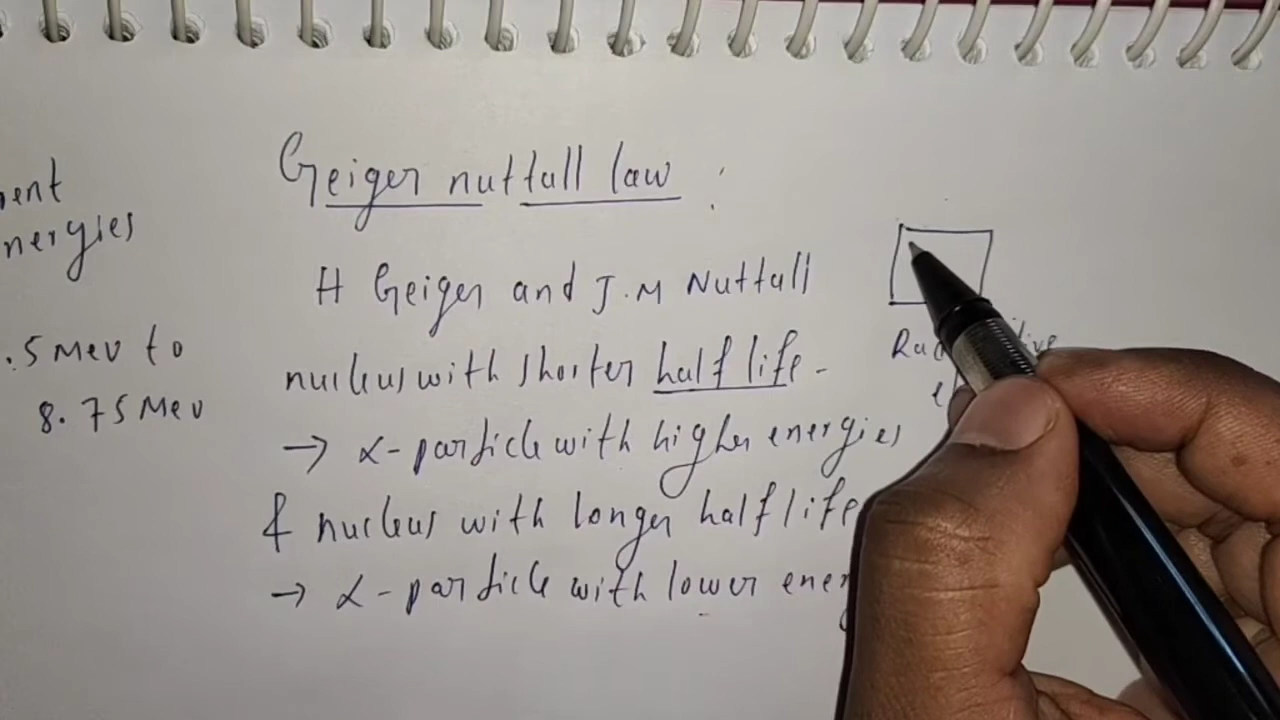 ent
nergies
.5 Mev to
8.75 Mev
Geiger nuttall law :
H Geiger and J.M Nuttall
nucleus with shorter half life -
→ α-particle with higher energies
& nucleus with longer half life
→ α-particle with lower ener